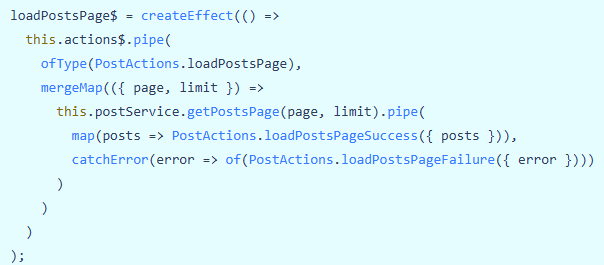 loadPostsPage$ = createEffect(() =>
  this.actions$.pipe(
    ofType(PostActions.loadPostsPage),
    mergeMap(({ page, limit }) =>
      this.postService.getPostsPage(page, limit).pipe(
        map(posts => PostActions.loadPostsPageSuccess({ posts })),
        catchError(error => of(PostActions.loadPostsPageFailure({ error })))
      )
    )
  )
);